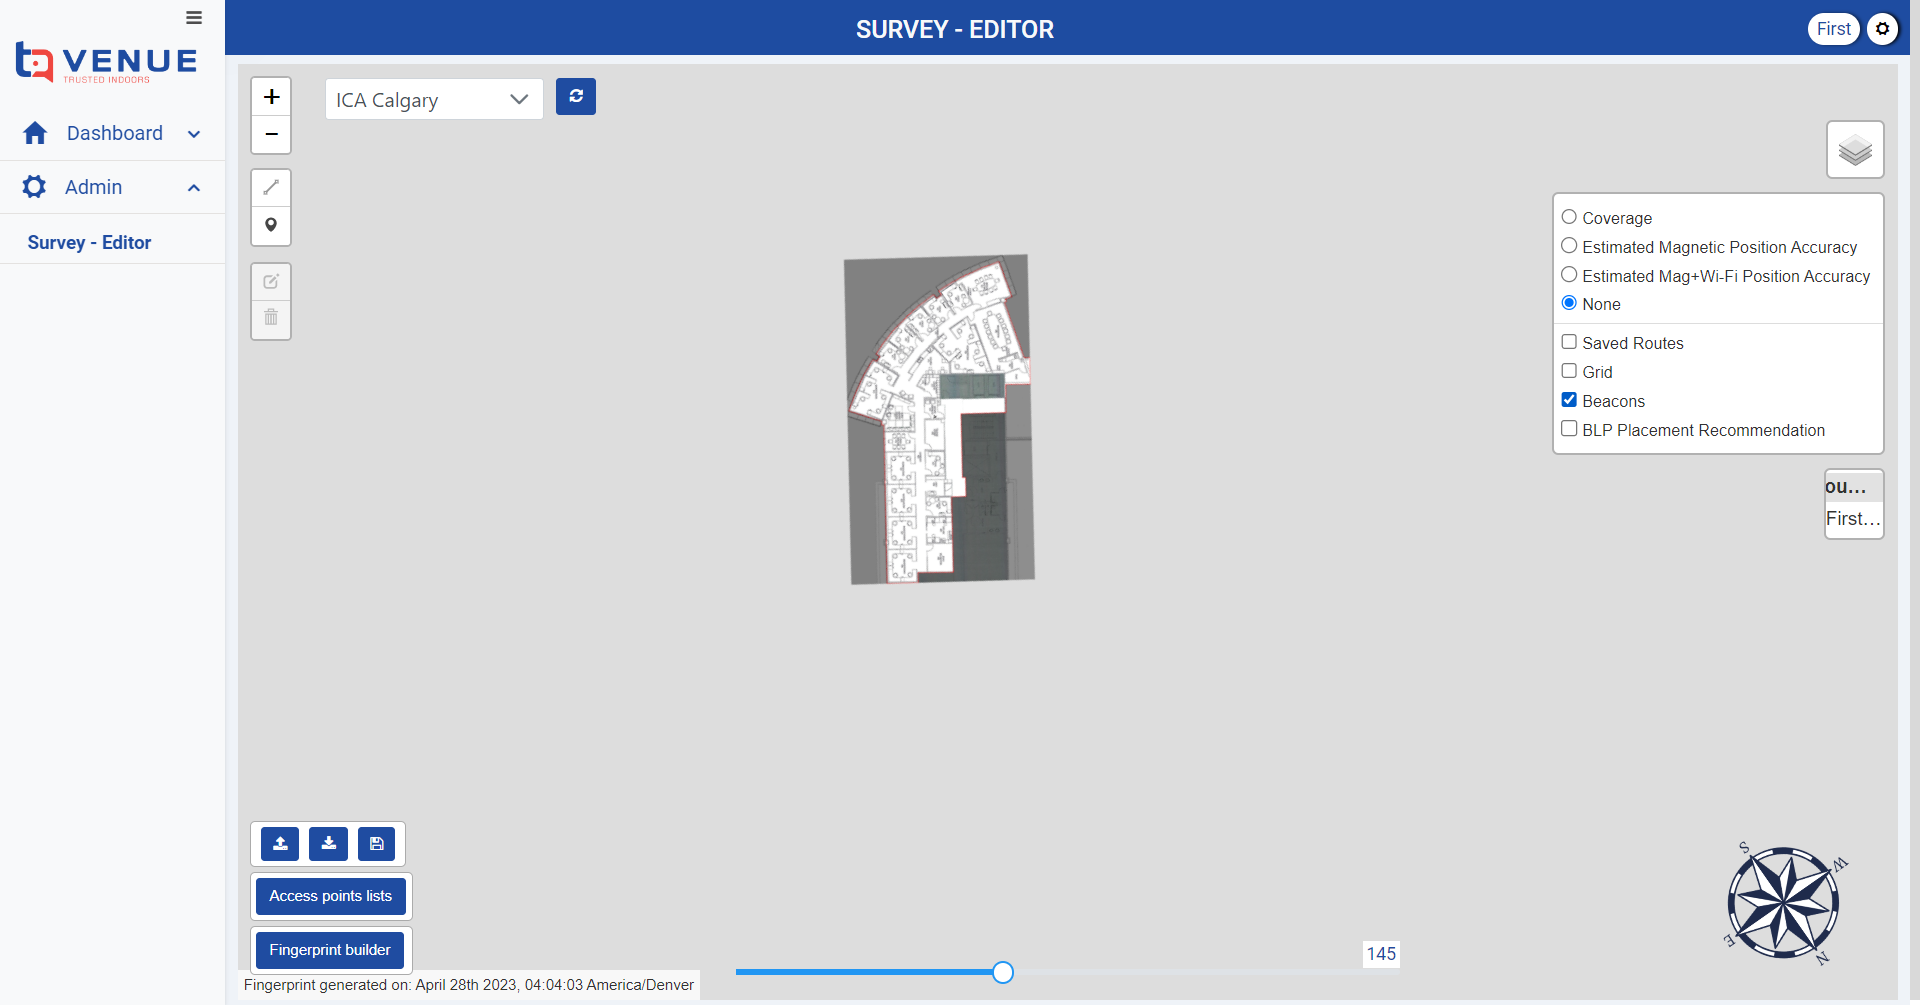 VENUE
TRUSTED INDOORS
Dashboard
Admin
Survey - Editor
SURVEY - EDITOR
First
+
−
ICA Calgary
Coverage
Estimated Magnetic Position Accuracy
Estimated Mag+Wi-Fi Position Accuracy
None
Saved Routes
Grid
Beacons
BLP Placement Recommendation
ou...
First...
Access points lists
Fingerprint builder
Fingerprint generated on: April 28th 2023, 04:04:03 America/Denver
145
S
W
E
N